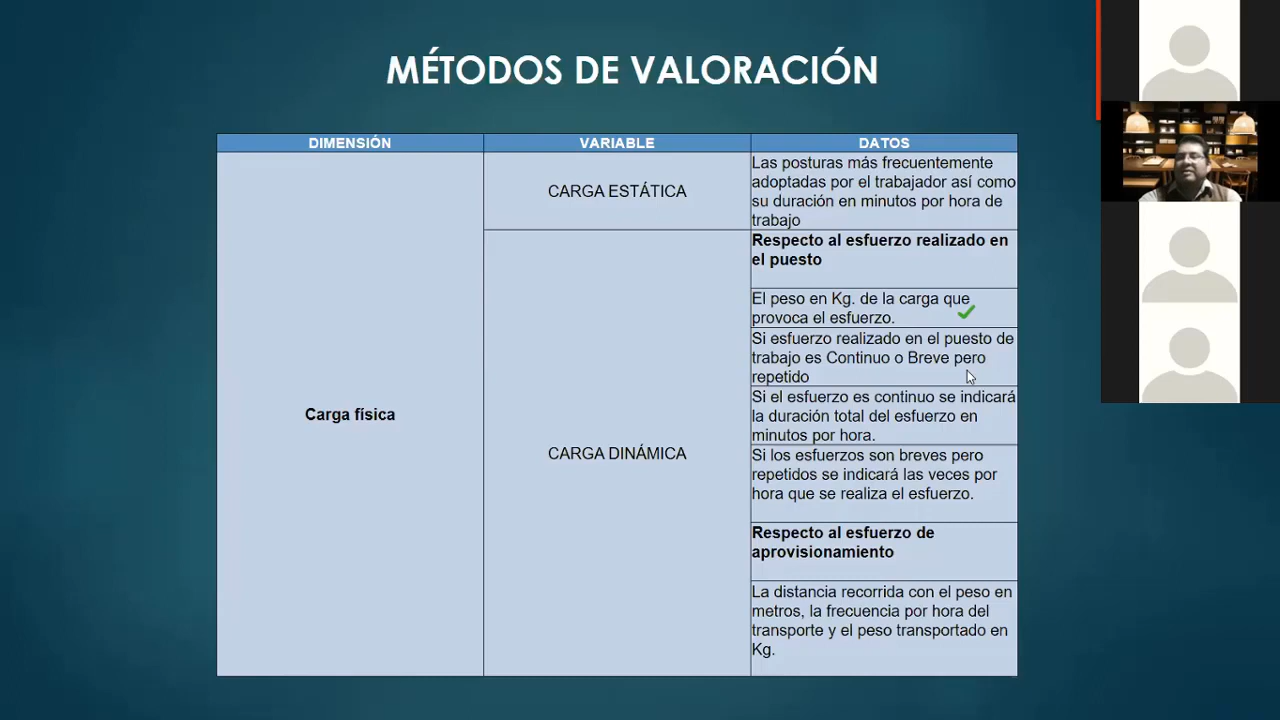 MÉTODOS DE VALORACIÓN
DIMENSIÓN
VARIABLE
DATOS
Carga física
CARGA ESTÁTICA
Las posturas más frecuentemente
adoptadas por el trabajador así como
su duración en minutos por hora de
trabajo
CARGA DINÁMICA
Respecto al esfuerzo realizado en
el puesto
El peso en Kg. de la carga que
provoca el esfuerzo.
Si esfuerzo realizado en el puesto de
trabajo es Continuo o Breve pero
repetido
Si el esfuerzo es continuo se indicará
la duración total del esfuerzo en
minutos por hora.
Si los esfuerzos son breves pero
repetidos se indicará las veces por
hora que se realiza el esfuerzo.
Respecto al esfuerzo de
aprovisionamiento
La distancia recorrida con el peso en
metros, la frecuencia por hora del
transporte y el peso transportado en
Kg.